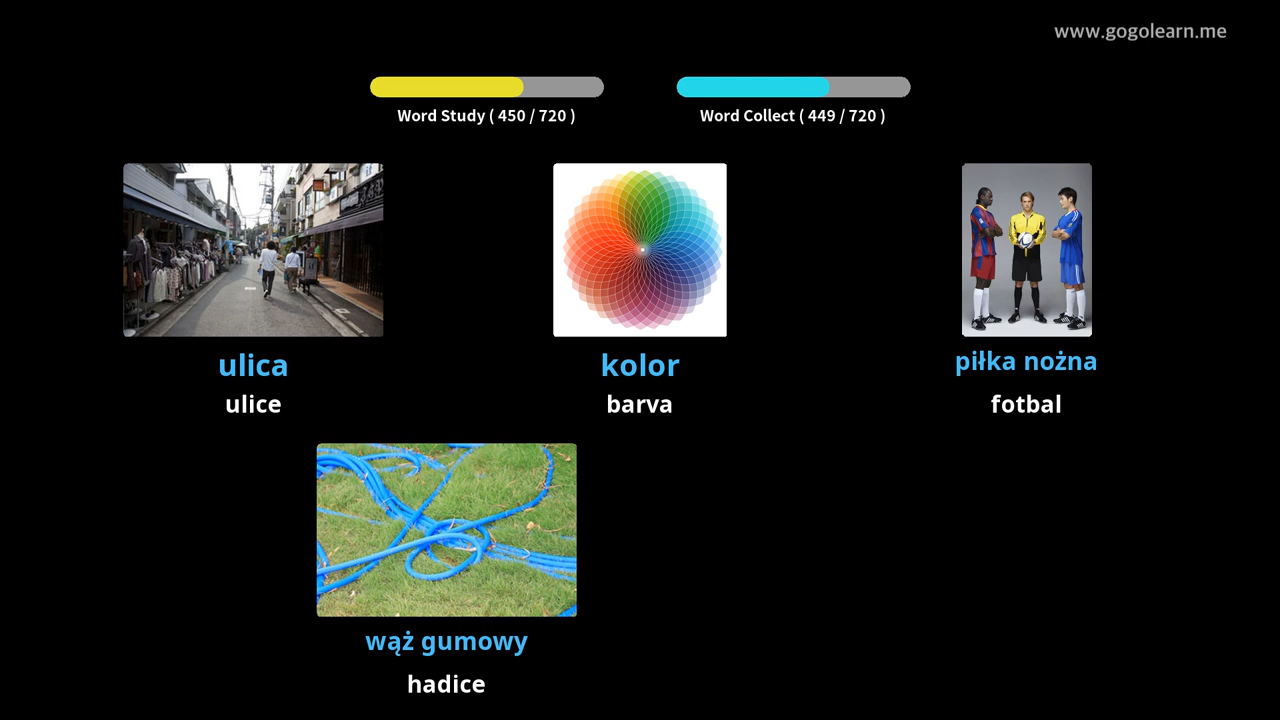 www.gogolearn.me
Word Study ( 450 / 720 )
Word Collect ( 449 / 720 )
ulica
ulice
kolor
barva
piłka nożna
fotbal
wąż gumowy
hadice